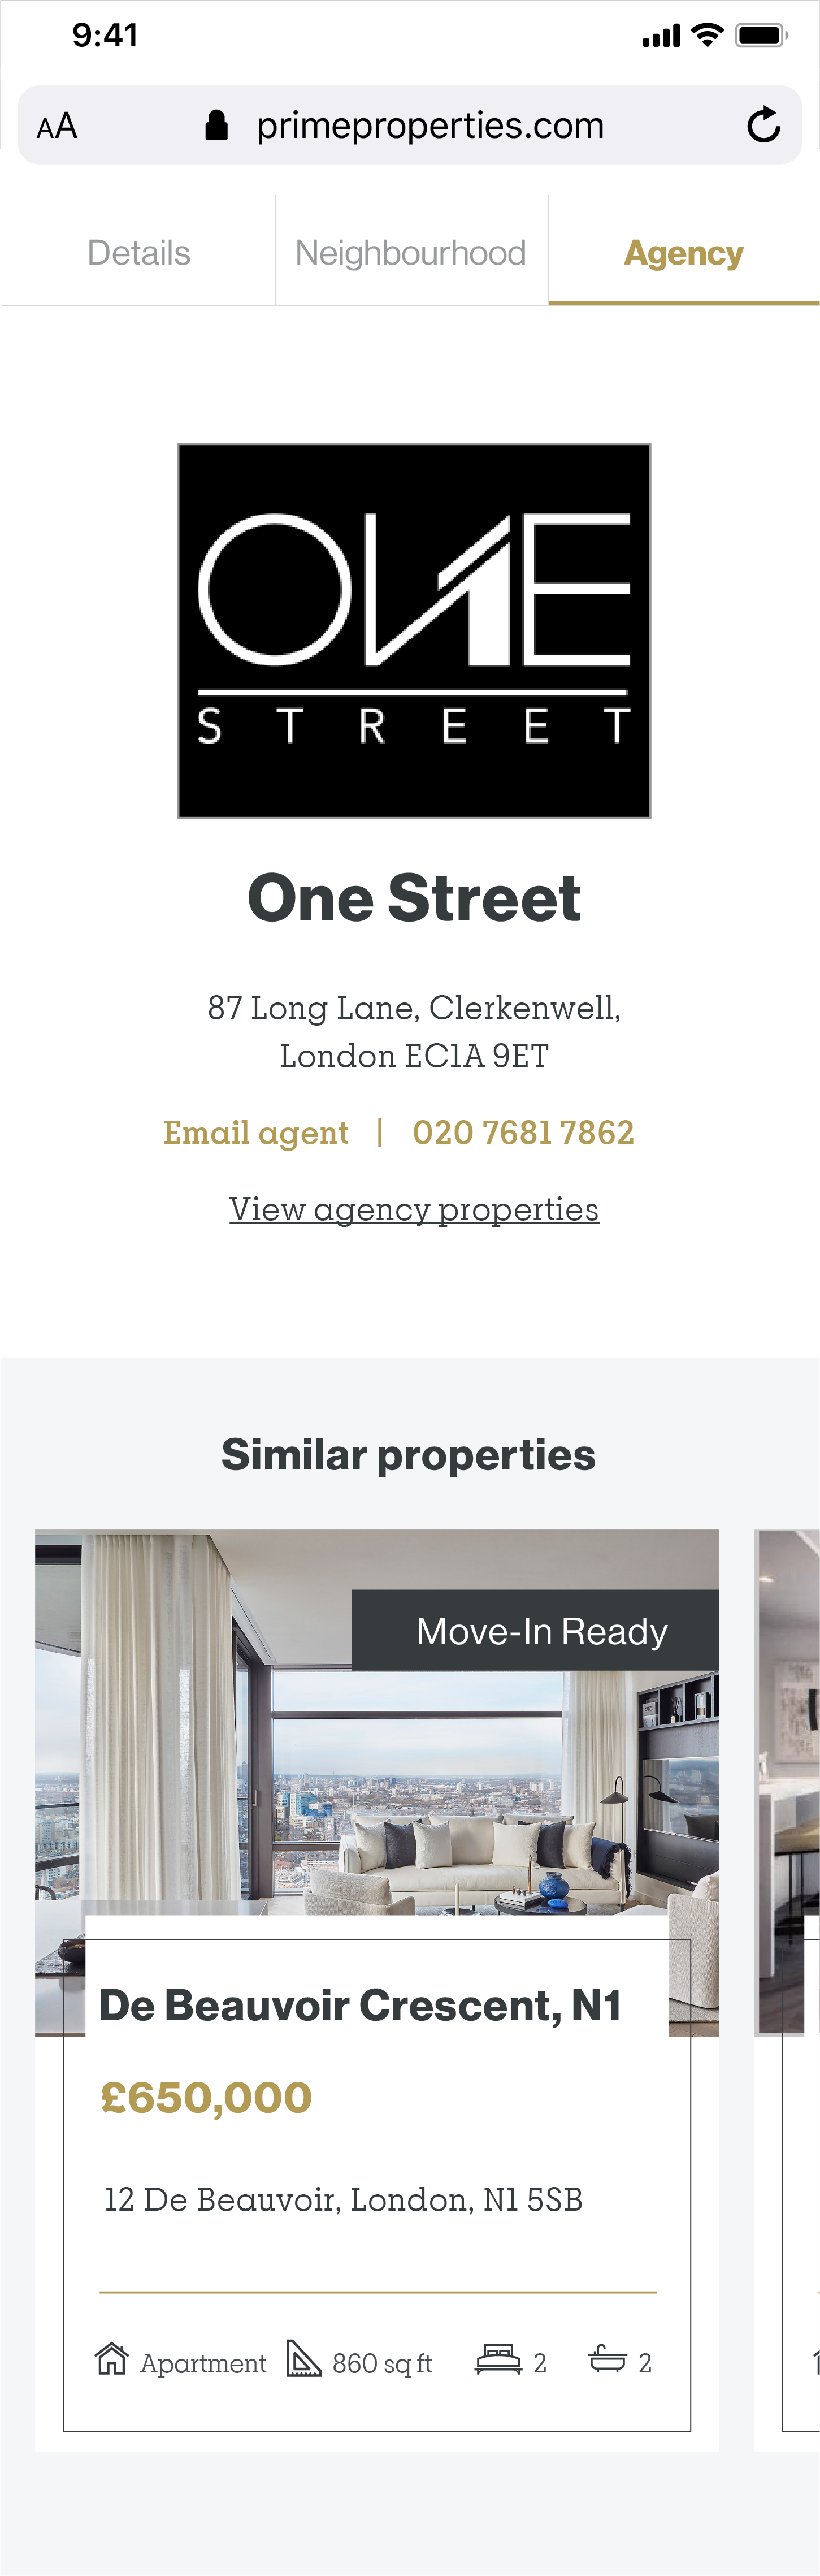 9:41
AA primeproperties.com
Details Neighbourhood Agency
ONE
STREET
One Street
87 Long Lane, Clerkenwell,
London EC1A 9ET
Email agent | 020 7681 7862
View agency properties
Similar properties
Move-In Ready
De Beauvoir Crescent, N1
£650,000
12 De Beauvoir, London, N1 5SB
Apartment 860 sq ft 2 2